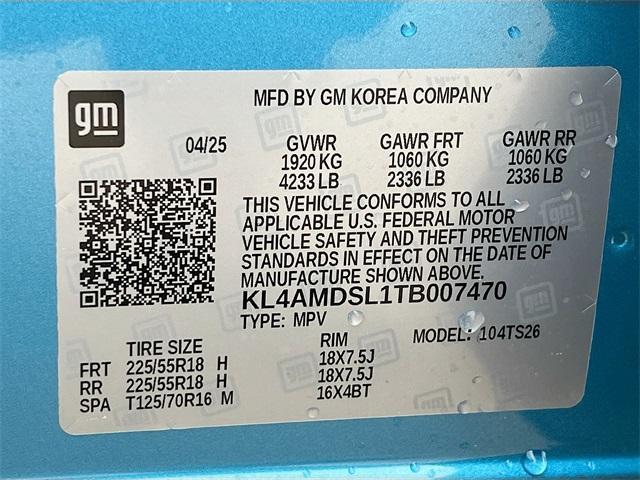 gm
MFD BY GM KOREA COMPANY
04/25 GVWR GAWR FRT GAWR RR
1920 KG 1060 KG 1060 KG
4233 LB 2336 LB 2336 LB
THIS VEHICLE CONFORMS TO ALL
APPLICABLE U.S. FEDERAL MOTOR
VEHICLE SAFETY AND THEFT PREVENTION
STANDARDS IN EFFECT ON THE DATE OF
MANUFACTURE SHOWN ABOVE.
KL4AMDSL1TB007470
TYPE: MPV MODEL: 104TS26
TIRE SIZE RIM
FRT 225/55R18 H 18X7.5J
RR 225/55R18 H 18X7.5J
SPA T125/70R16 M 16X4BT